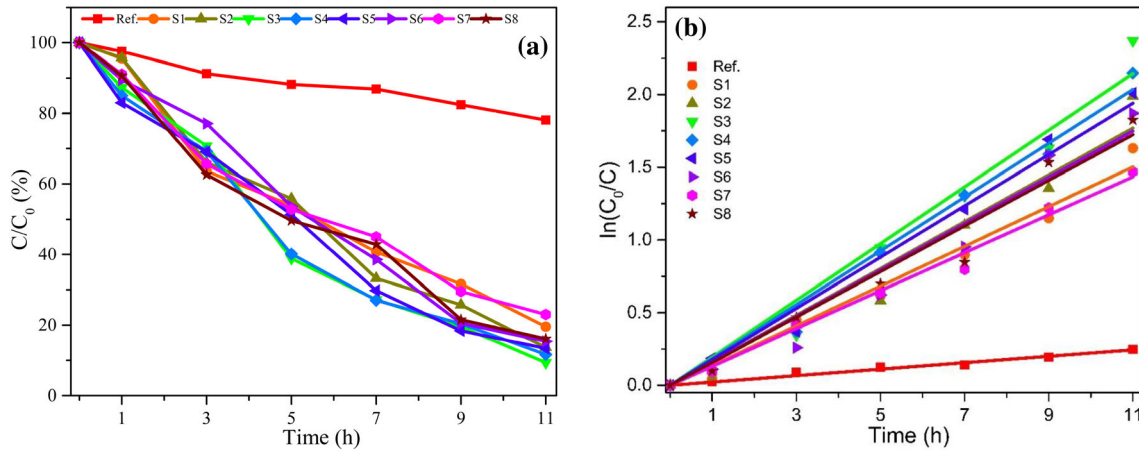 Ref. S1 S2 S3 S4 S5 S6 S7 S8
(a)
100
80
60
40
20
0
C/C0 (%)
1 3 5 7 9 11
Time (h)
(b)
Ref.
S1
S2
S3
S4
S5
S6
S7
S8
2.5
2.0
1.5
1.0
0.5
0.0
ln(C0/C)
1 3 5 7 9 11
Time (h)